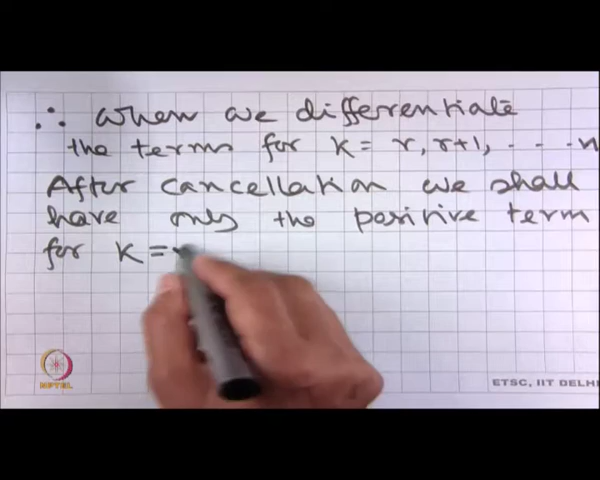 ∴ When we differentiate
the terms for K = r, r+1, . . . n
After cancellation we shall
have only the positive term
for K =
NPTEL
ETSC, IIT DELHI